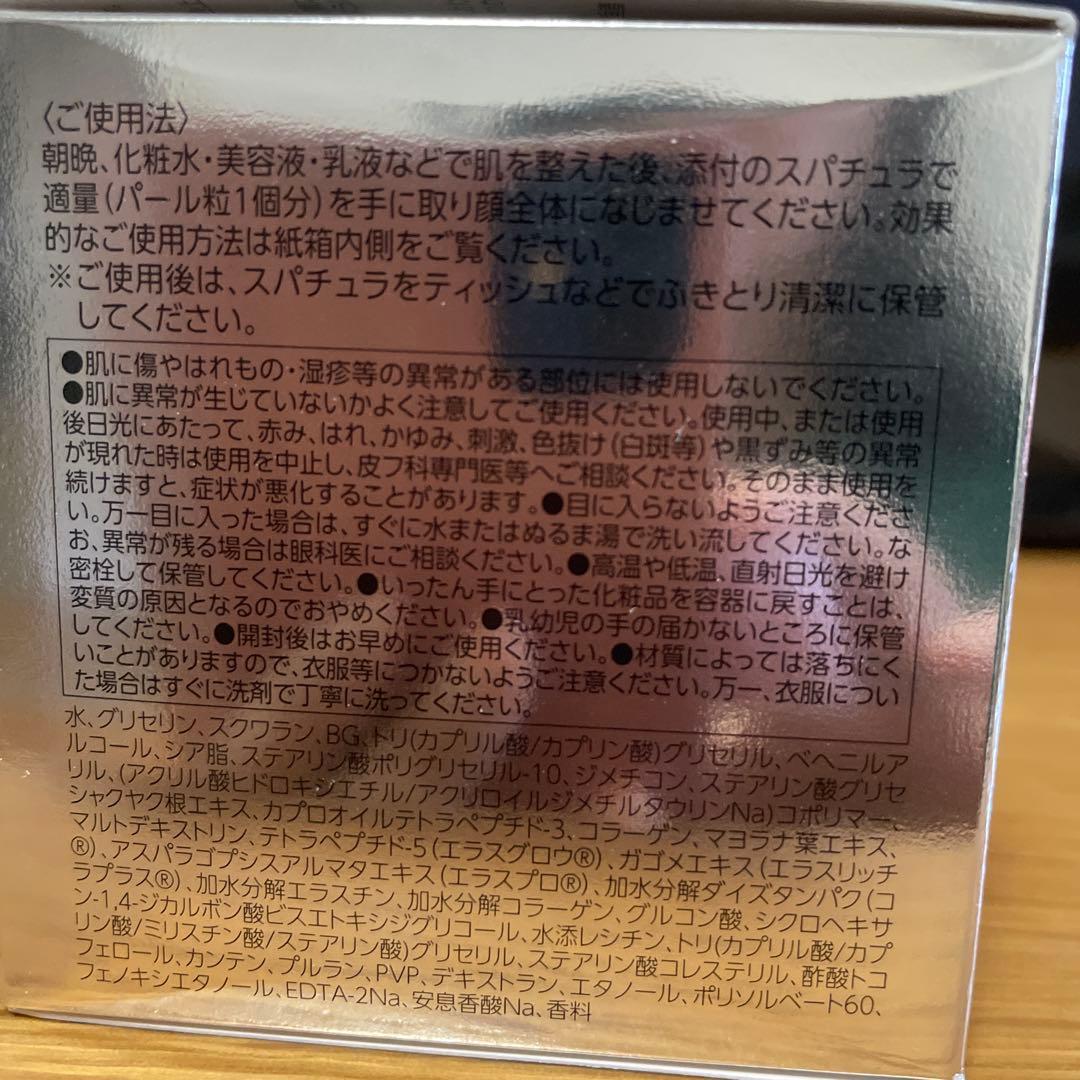 〈ご使用法〉
朝晩、化粧水・美容液・乳液などで肌を整えた後、添付のスパチュラで
適量(パール粒1個分)を手に取り顔全体になじませてください。効果
的なご使用方法は紙箱内側をご覧ください。
※ご使用後は、スパチュラをティッシュなどでふきとり清潔に保管
してください。
●肌に傷やはれもの・湿疹等の異常がある部位には使用しないでください。
●肌に異常が生じていないかよく注意してご使用ください。使用中、または使用
後日光にあたって、赤み、はれ、かゆみ、刺激、色抜け(白斑等)や黒ずみ等の異常
が現れた時は使用を中止し、皮フ科専門医等へご相談ください。そのまま使用を
続けますと、症状が悪化することがあります。●目に入らないようご注意くださ
い。万一目に入った場合は、すぐに水またはぬるま湯で洗い流してください。な
お、異常が残る場合は眼科医にご相談ください。●高温や低温、直射日光を避け
密栓して保管してください。●いったん手にとった化粧品を容器に戻すことは、
変質の原因となるのでおやめください。●乳幼児の手の届かないところに保管
してください。●開封後はお早めにご使用ください。●材質によっては落ちにく
いことがありますので、衣服等につかないようご注意ください。万一、衣服につい
た場合はすぐに洗剤で丁寧に洗ってください。
水、グリセリン、スクワラン、BG、トリ(カプリル酸/カプリン酸)グリセリル、ベヘニルア
ルコール、シア脂、ステアリン酸ポリグリセリル-10、ジメチコン、ステアリン酸グリセ
リル、(アクリル酸ヒドロキシエチル/アクリロイルジメチルタウリンNa)コポリマー、
シャクヤク根エキス、カプロオイルテトラペプチド-3、コラーゲン、マヨラナ葉エキス、
マルトデキストリン、テトラペプチド-5(エラスグロウ®)、ガゴメエキス(エラスリッチ
®)、アスパラゴプシスアルマタエキス(エラスプロ®)、加水分解ダイズタンパク(コ
ラプラス®)、加水分解エラスチン、加水分解コラーゲン、グルコン酸、シクロヘキサ
ン-1,4-ジカルボン酸ビスエトキシジグリコール、水添レシチン、トリ(カプリル酸/カプ
リン酸/ミリスチン酸/ステアリン酸)グリセリル、ステアリン酸コレステリル、酢酸トコ
フェロール、カンテン、プルラン、PVP、デキストラン、エタノール、ポリソルベート60、
フェノキシエタノール、EDTA-2Na、安息香酸Na、香料